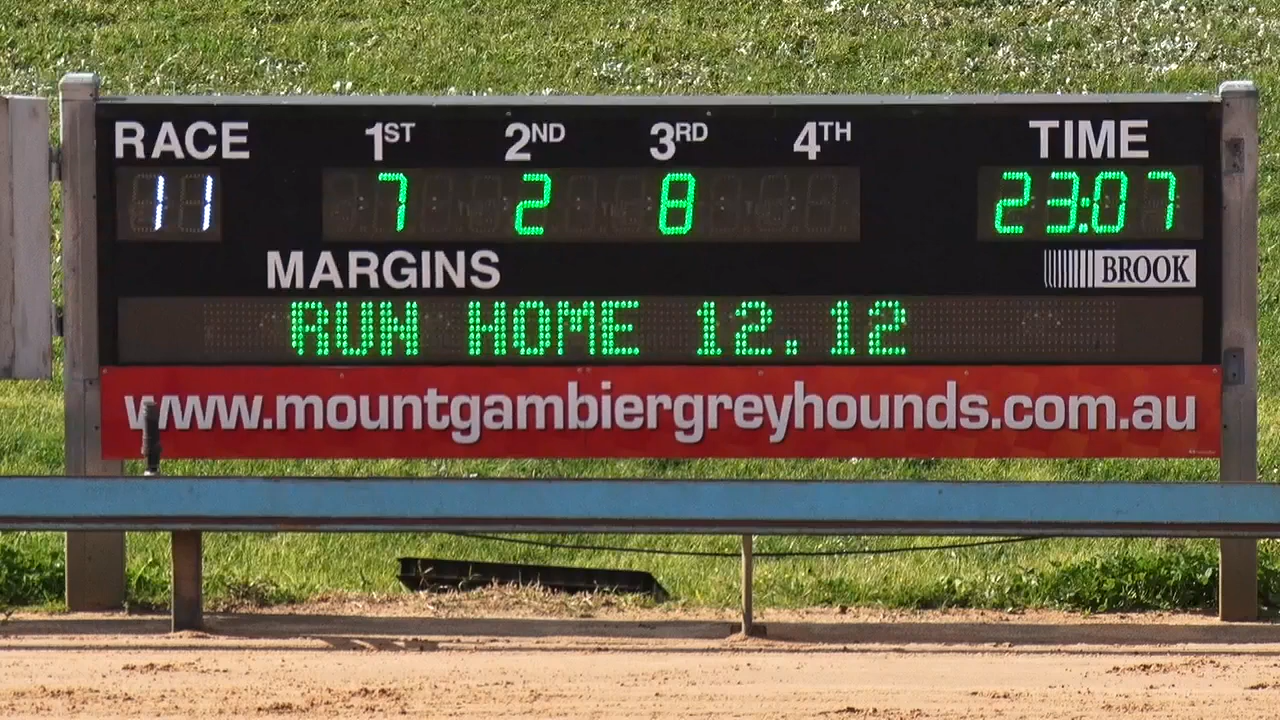 RACE 1ST 2ND 3RD 4TH TIME
11 7 2 8 23:07
MARGINS BROOK
RUN HOME 12.12
www.mountgambiergreyhounds.com.au